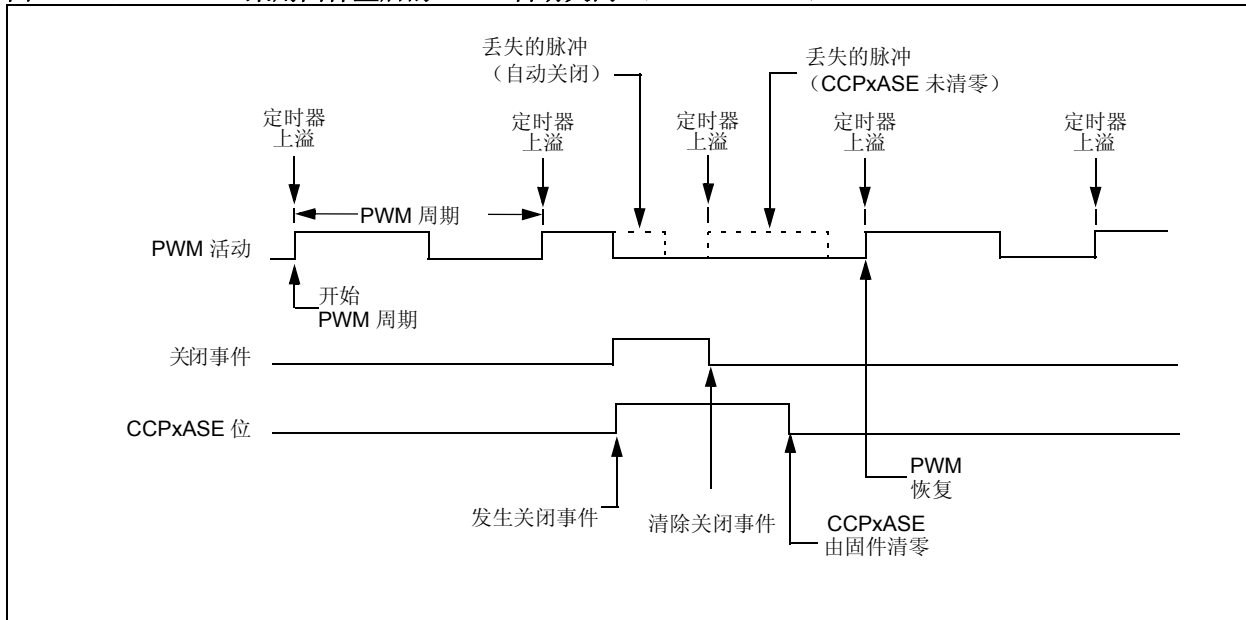 丢失的脉冲
（自动关闭）
丢失的脉冲
（CCPxASE 未清零）
定时器
上溢
定时器
上溢
定时器
上溢
定时器
上溢
定时器
上溢
PWM 周期
PWM 活动
开始
PWM 周期
关闭事件
CCPxASE 位
发生关闭事件
清除关闭事件
PWM
恢复
CCPxASE
由固件清零